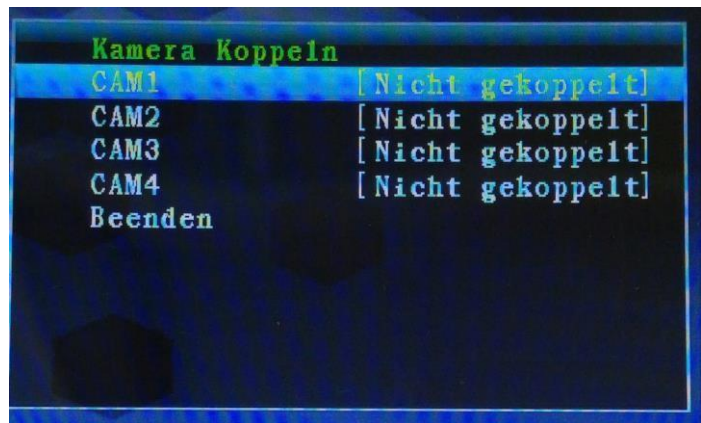 Kamera Koppeln
CAM1 [Nicht gekoppelt]
CAM2 [Nicht gekoppelt]
CAM3 [Nicht gekoppelt]
CAM4 [Nicht gekoppelt]
Beenden